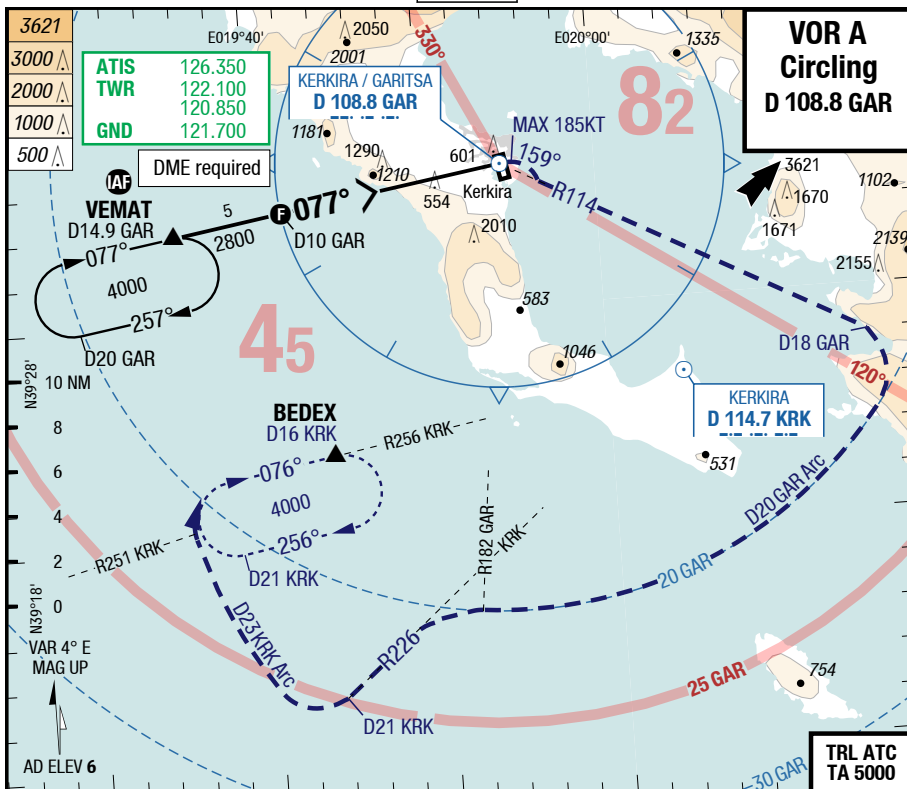 3621
3000
2000
1000
500
ATIS 126.350
TWR 122.100
120.850
GND 121.700
DME required
E019°40'
2050
2001
330°
E020°00'
1335
VOR A
Circling
D 108.8 GAR
KERKIRA / GARITSA
D 108.8 GAR
82
MAX 185KT
1181
1290
1210
601
159°
554
Kerkira
R114
3621
1670
1671
1102
2139
2155
IAF
VEMAT
D14.9 GAR
5
2800
F
077°
D10 GAR
2010
077°
4000
257°
D20 GAR
45
583
1046
D18 GAR
120°
N39°28'
10 NM
8
6
4
2
0
N39°18'
BEDEX
D16 KRK
R256 KRK
KERKIRA
D 114.7 KRK
531
076°
4000
256°
D21 KRK
R251 KRK
R182 GAR
KRK
R226
D20 GAR Arc
20 GAR
D23 KRK Arc
D21 KRK
25 GAR
754
VAR 4° E
MAG UP
AD ELEV 6
30 GAR
TRL ATC
TA 5000